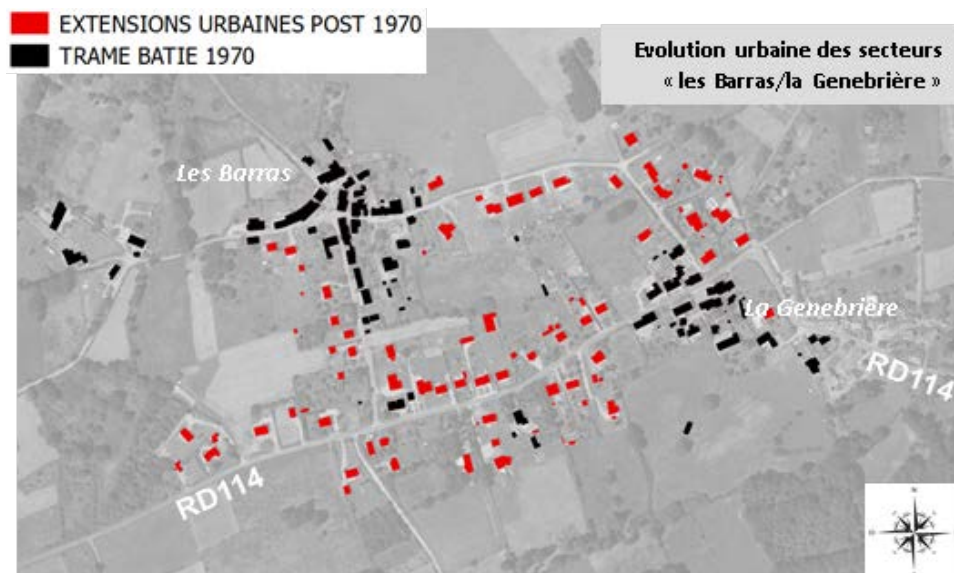 EXTENSIONS URBAINES POST 1970
TRAME BATIE 1970
Evolution urbaine des secteurs
« les Barras/la Genebrière »
Les Barras
La Genebrière
RD114
RD114